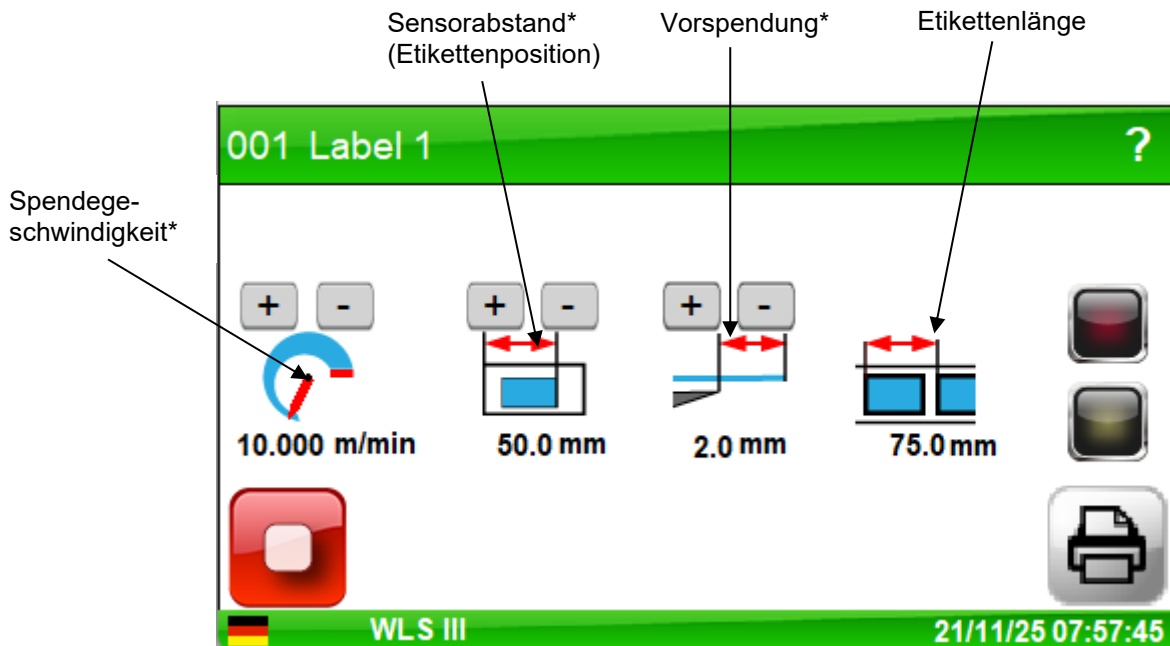 Sensorabstand*
(Etikettenposition)
Vorspendung*
Etikettenlänge
001 Label 1
?
Spendege-
schwindigkeit*
+ -
+ -
+ -
10.000 m/min
50.0 mm
2.0 mm
75.0 mm
WLS III
21/11/25 07:57:45